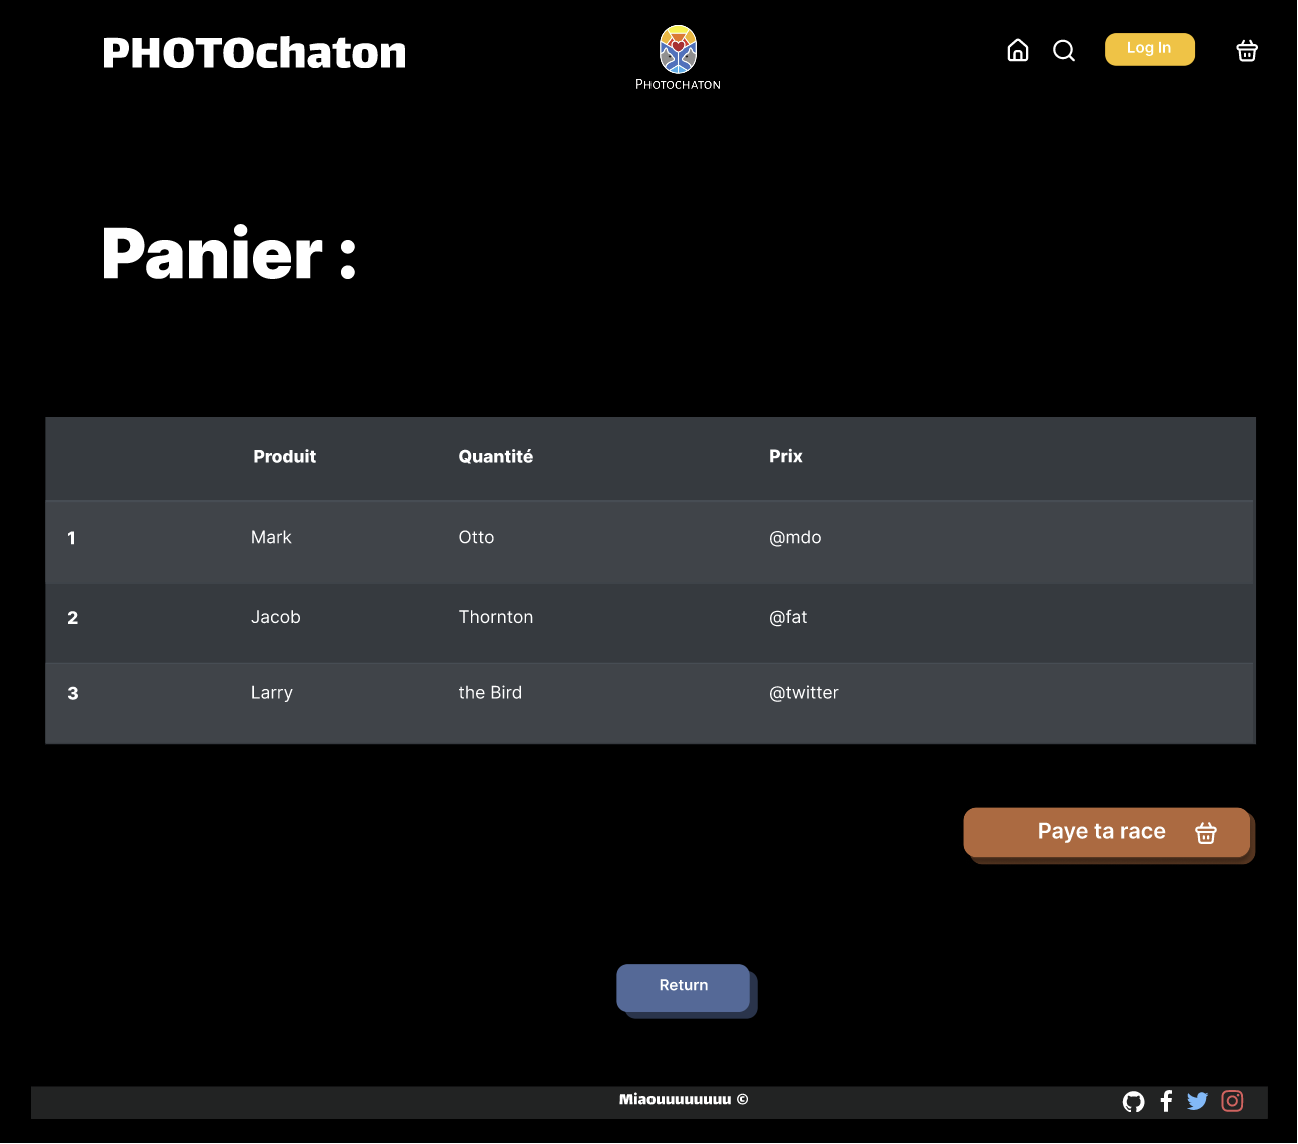 PHOTOchaton
PHOTOCHATON
Log In
Panier :
Produit Quantité Prix
1 Mark Otto @mdo
2 Jacob Thornton @fat
3 Larry the Bird @twitter
Paye ta race
Return
Miaouuuuuuuuu ©